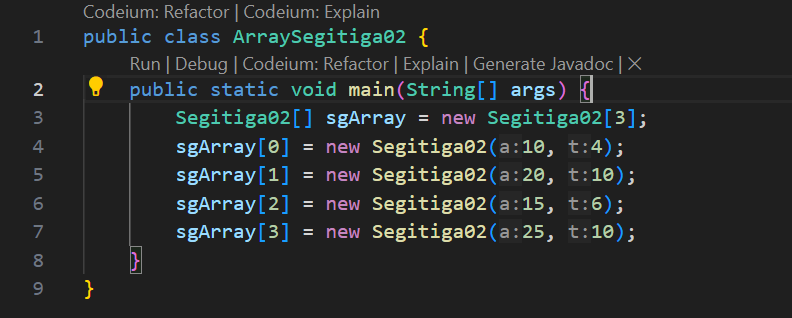 Codeium: Refactor | Codeium: Explain
1 public class ArraySegitiga02 {
Run | Debug | Codeium: Refactor | Explain | Generate Javadoc | ×
2 public static void main(String[] args) {
3 Segitiga02[] sgArray = new Segitiga02[3];
4 sgArray[0] = new Segitiga02(a:10, t:4);
5 sgArray[1] = new Segitiga02(a:20, t:10);
6 sgArray[2] = new Segitiga02(a:15, t:6);
7 sgArray[3] = new Segitiga02(a:25, t:10);
8 }
9 }